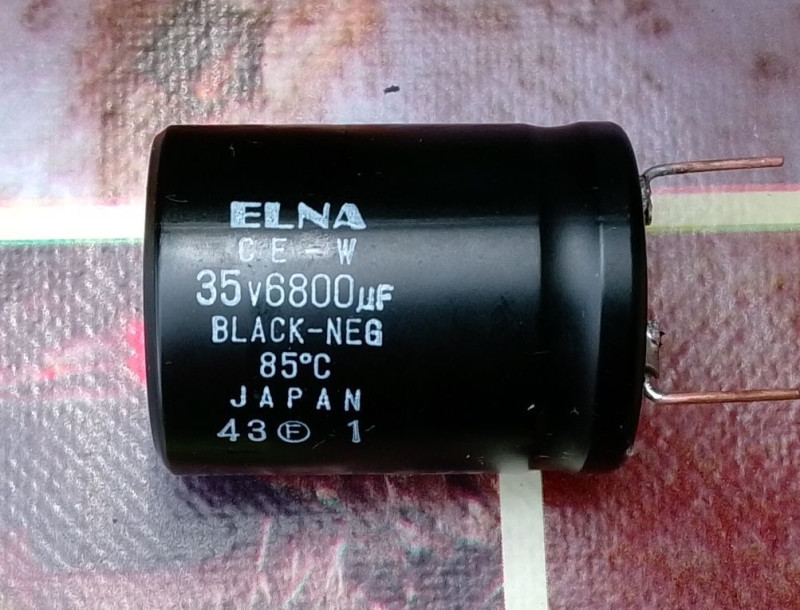 ELNA
CE-W
35V6800µF
BLACK-NEG
85°C
JAPAN
43Ⓕ 1